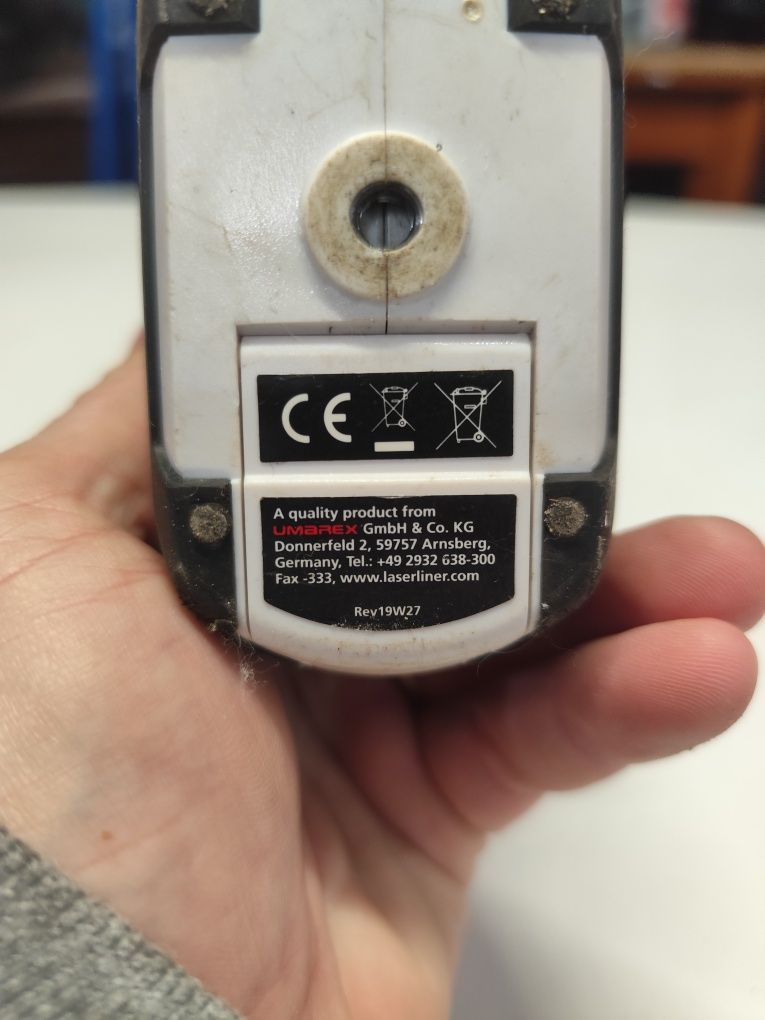 CE
A quality product from
UMAREX GmbH & Co. KG
Donnerfeld 2, 59757 Arnsberg,
Germany, Tel.: +49 2932 638-300
Fax -333, www.laserliner.com
Rev19W27